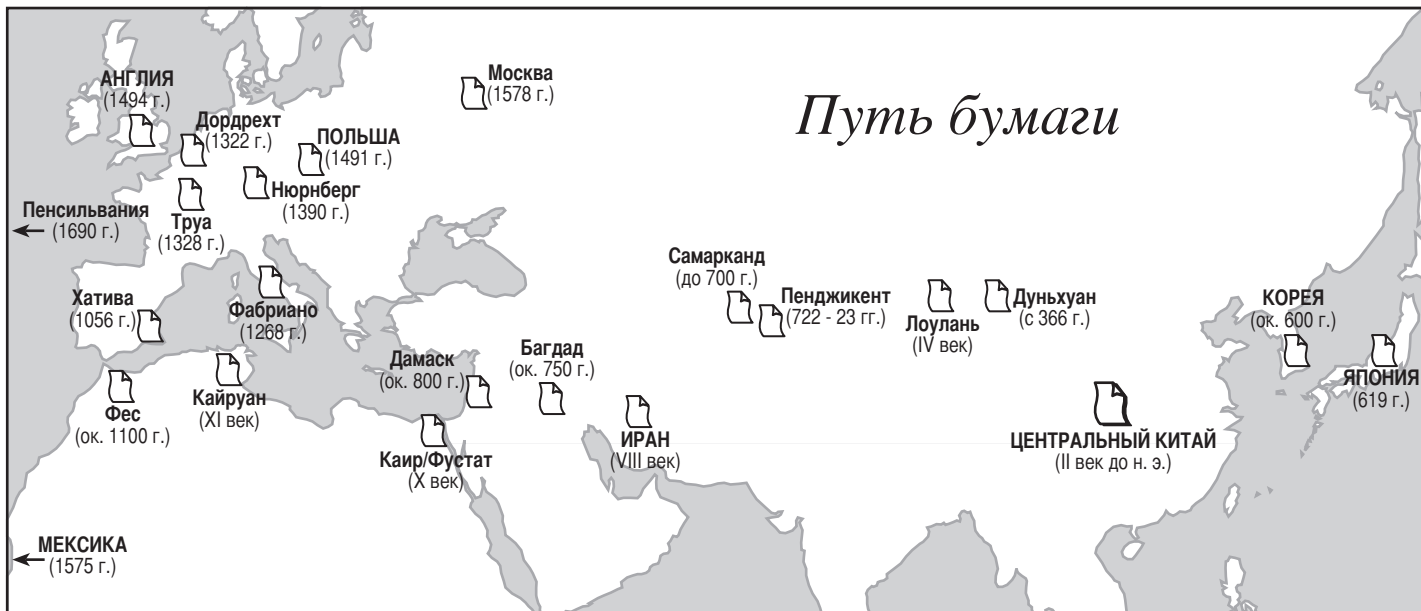 Путь бумаги
АНГЛИЯ
(1494 г.)
Москва
(1578 г.)
Дордрехт
(1322 г.)
ПОЛЬША
(1491 г.)
Нюрнберг
(1390 г.)
Пенсильвания
(1690 г.)
Труа
(1328 г.)
Самарканд
(до 700 г.)
Пенджикент
(722 - 23 гг.)
Лоулань
(IV век)
Дуньхуан
(с 366 г.)
КОРЕЯ
(ок. 600 г.)
ЯПОНИЯ
(619 г.)
Хатива
(1056 г.)
Фабриано
(1268 г.)
Дамаск
(ок. 800 г.)
Багдад
(ок. 750 г.)
Фес
(ок. 1100 г.)
Кайруан
(XI век)
Каир/Фустат
(X век)
ИРАН
(VIII век)
ЦЕНТРАЛЬНЫЙ КИТАЙ
(II век до н. э.)
МЕКСИКА
(1575 г.)